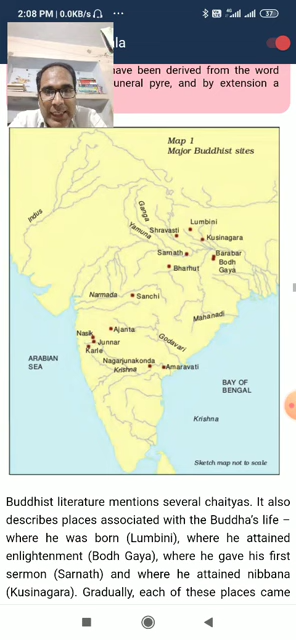 2:08 PM | 0.0KB/s ...
4G 37
la
have been derived from the word
uneral pyre, and by extension a
Map 1
Major Buddhist sites
Indus
Ganga
Yamuna
Lumbini
Shravasti
Kusinagara
Sarnath
Barabar
Bodh
Gaya
Bharhut
Narmada
Sanchi
Mahanadi
Ajanta
Nasik
Junnar
Karle
Godavari
Nagarjunakonda
Krishna
Amaravati
ARABIAN
SEA
BAY OF
BENGAL
Krishna
Sketch map not to scale
Buddhist literature mentions several chaityas. It also
describes places associated with the Buddha's life –
where he was born (Lumbini), where he attained
enlightenment (Bodh Gaya), where he gave his first
sermon (Sarnath) and where he attained nibbana
(Kusinagara). Gradually, each of these places came